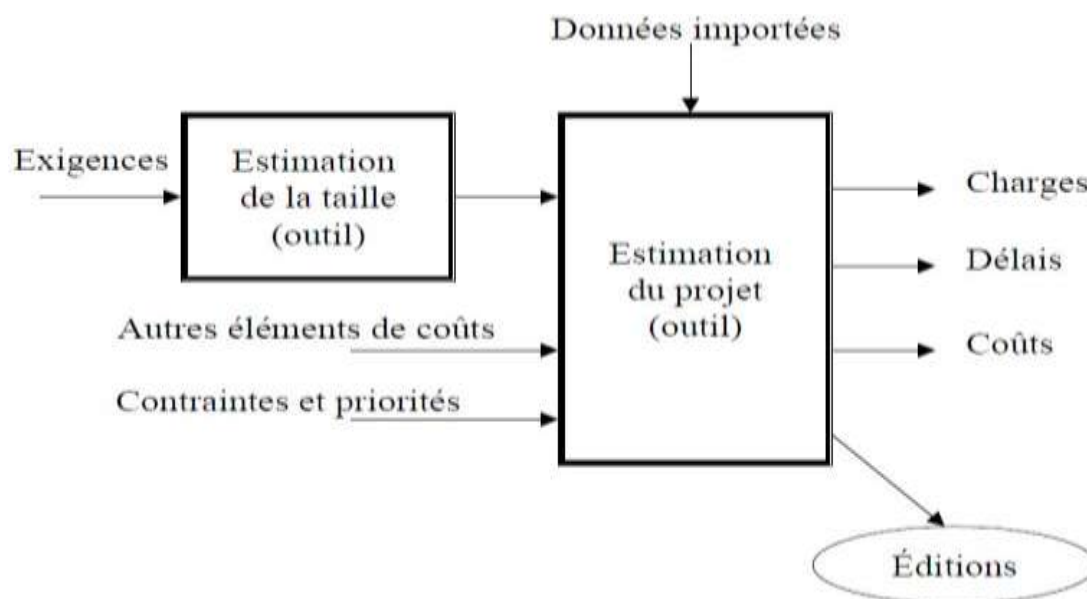 Données importées
Exigences
Estimation
de la taille
(outil)
Estimation
du projet
(outil)
Autres éléments de coûts
Contraintes et priorités
Charges
Délais
Coûts
Éditions